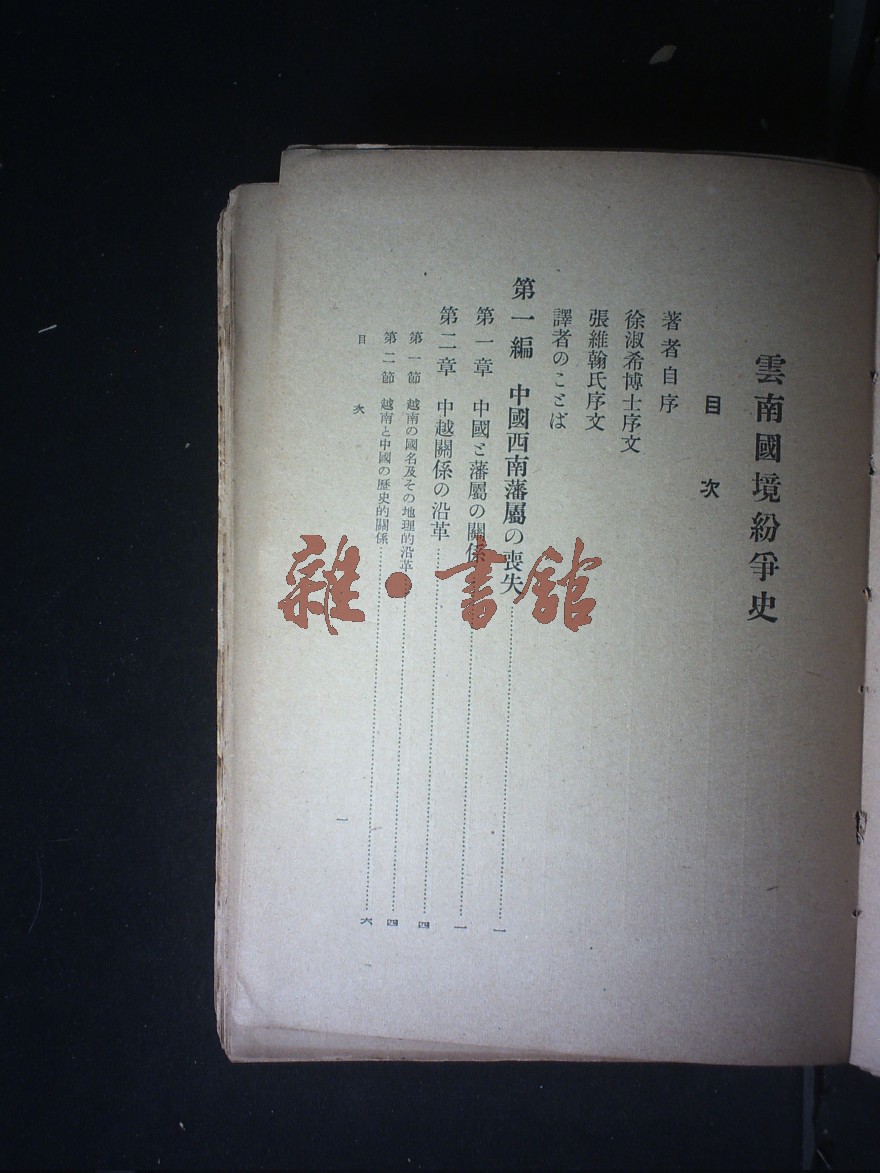 雲南國境紛爭史
目次
著者自序
徐淑希博士序文
張維翰氏序文
譯者のことば
第一編 中國西南藩屬の喪失……一
第一章 中國と藩屬の關係……一
第二章 中越關係の沿革……四
第一節 越南の國名及その地理的沿革……四
第二節 越南と中國の歷史的關係……六
目次
一
雜・書館